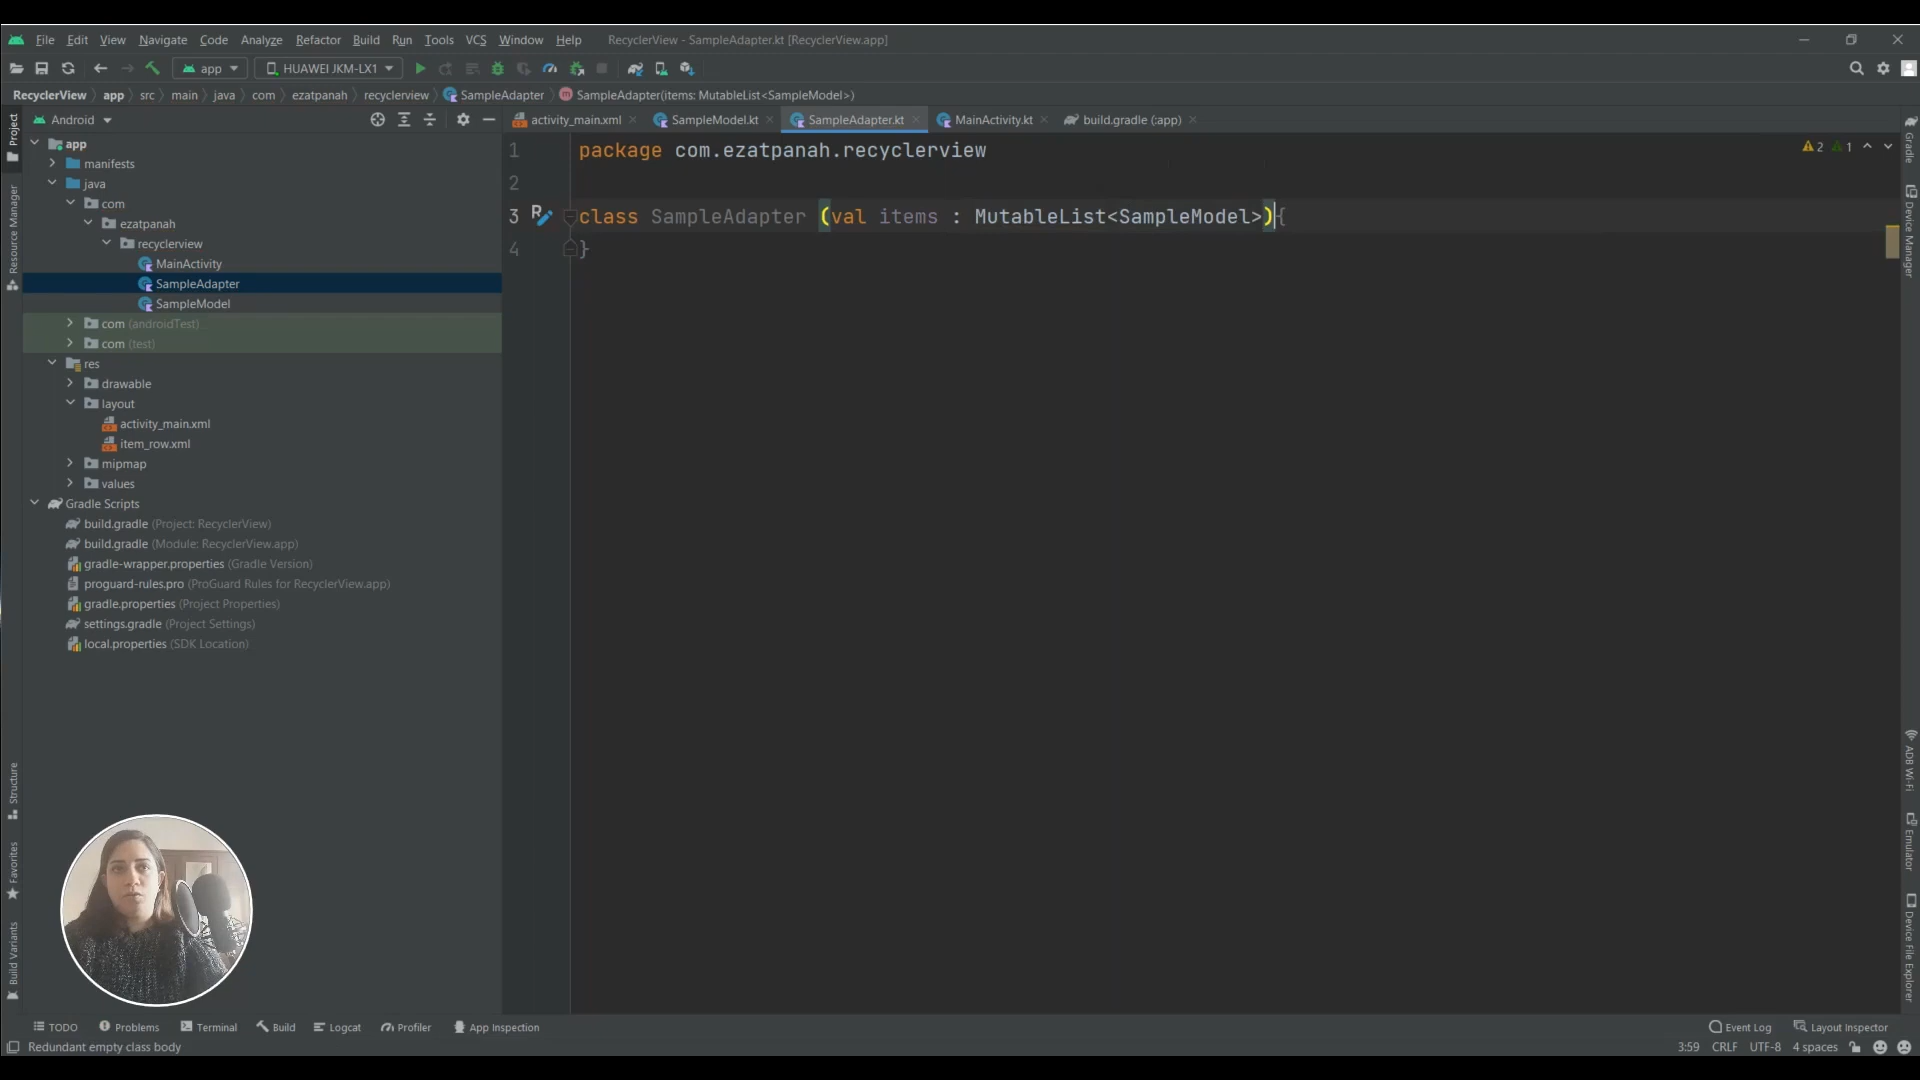 File Edit View Navigate Code Analyze Refactor Build Run Tools VCS Window Help RecyclerView - SampleAdapter.kt [RecyclerView.app]
app HUAWEI JKM-LX1
RecyclerView app src main java com ezatpanah recyclerview SampleAdapter SampleAdapter(items: MutableList<SampleModel>)
Android
activity_main.xml SampleModel.kt SampleAdapter.kt MainActivity.kt build.gradle (:app)
Project
Resource Manager
Structure
Favorites
Build Variants
app
manifests
java
com
ezatpanah
recyclerview
MainActivity
SampleAdapter
SampleModel
com (androidTest)
com (test)
res
drawable
layout
activity_main.xml
item_row.xml
mipmap
values
Gradle Scripts
build.gradle (Project: RecyclerView)
build.gradle (Module: RecyclerView.app)
gradle-wrapper.properties (Gradle Version)
proguard-rules.pro (ProGuard Rules for RecyclerView.app)
gradle.properties (Project Properties)
settings.gradle (Project Settings)
local.properties (SDK Location)
1 package com.ezatpanah.recyclerview
2
3 class SampleAdapter (val items : MutableList<SampleModel>){
4 }
2 1
Gradle
Device Manager
ADB Wi-Fi
Emulator
Device File Explorer
TODO Problems Terminal Build Logcat Profiler App Inspection Event Log Layout Inspector
Redundant empty class body 3:59 CRLF UTF-8 4 spaces